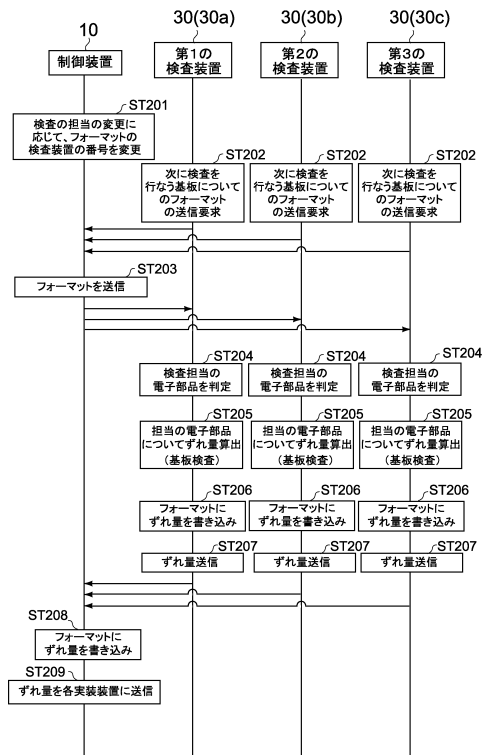 10
30(30a)
30(30b)
30(30c)
制御装置
第1の
検査装置
第2の
検査装置
第3の
検査装置
ST201
検査の担当の変更に
応じて、フォーマットの
検査装置の番号を変更
ST202
次に検査を
行なう基板について
のフォーマット
の送信要求
ST202
次に検査を
行なう基板について
のフォーマット
の送信要求
ST202
次に検査を
行なう基板について
のフォーマット
の送信要求
ST203
フォーマットを送信
ST204
検査担当の
電子部品を判定
ST204
検査担当の
電子部品を判定
ST204
検査担当の
電子部品を判定
ST205
担当の電子部品
についてずれ量算出
(基板検査)
ST205
担当の電子部品
についてずれ量算出
(基板検査)
ST205
担当の電子部品
についてずれ量算出
(基板検査)
ST206
フォーマットに
ずれ量を書き込み
ST206
フォーマットに
ずれ量を書き込み
ST206
フォーマットに
ずれ量を書き込み
ST207
ずれ量送信
ST207
ずれ量送信
ST207
ずれ量送信
ST208
フォーマットに
ずれ量を書き込み
ST209
ずれ量を各実装装置に送信